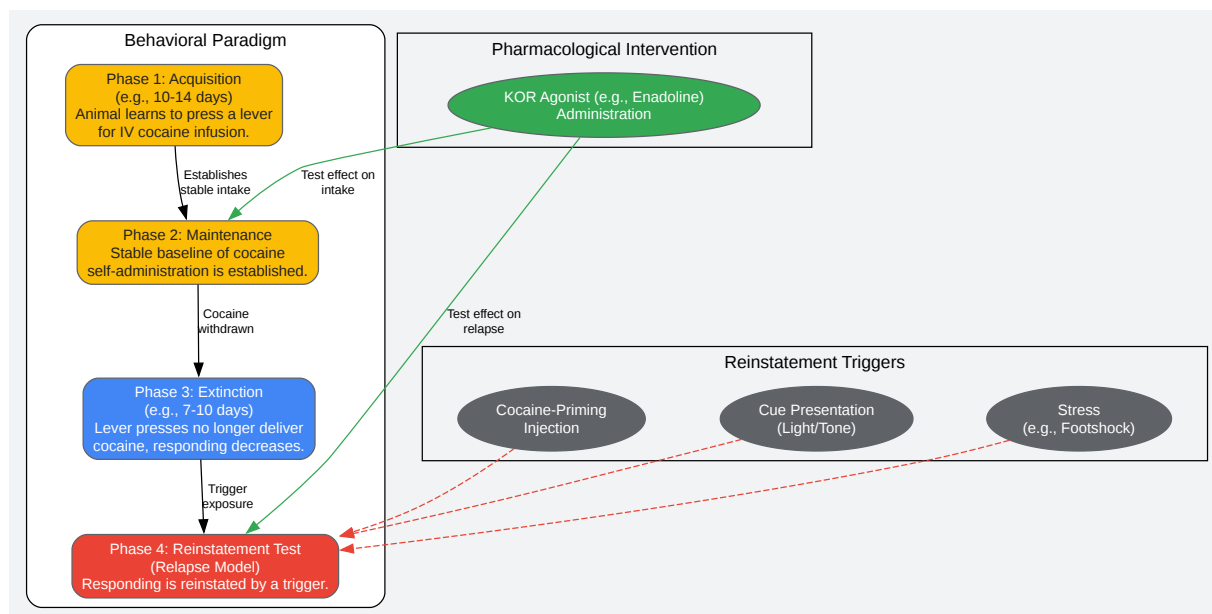 Behavioral Paradigm
Phase 1: Acquisition
(e.g., 10-14 days)
Animal learns to press a lever
for IV cocaine infusion.
Establishes
stable intake
Phase 2: Maintenance
Stable baseline of cocaine
self-administration is established.
Cocaine
withdrawn
Phase 3: Extinction
(e.g., 7-10 days)
Lever presses no longer deliver
cocaine, responding decreases.
Trigger
exposure
Phase 4: Reinstatement Test
(Relapse Model)
Responding is reinstated by a trigger.
Pharmacological Intervention
KOR Agonist (e.g., Enadoline)
Administration
Test effect on
intake
Test effect on
relapse
Reinstatement Triggers
Cocaine-Priming
Injection
Cue Presentation
(Light/Tone)
Stress
(e.g., Footshock)